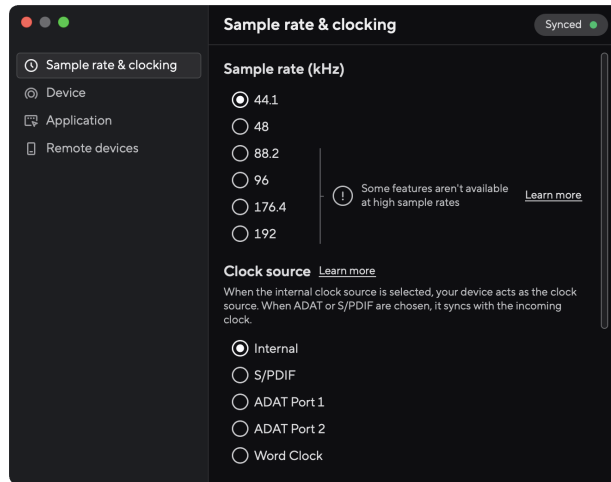 Sample rate & clocking
Device
Application
Remote devices
Sample rate & clocking
Synced
Sample rate (kHz)
44.1
48
88.2
96
176.4
192
Some features aren't available
at high sample rates
Learn more
Clock source Learn more
When the internal clock source is selected, your device acts as the clock
source. When ADAT or S/PDIF are chosen, it syncs with the incoming
clock.
Internal
S/PDIF
ADAT Port 1
ADAT Port 2
Word Clock